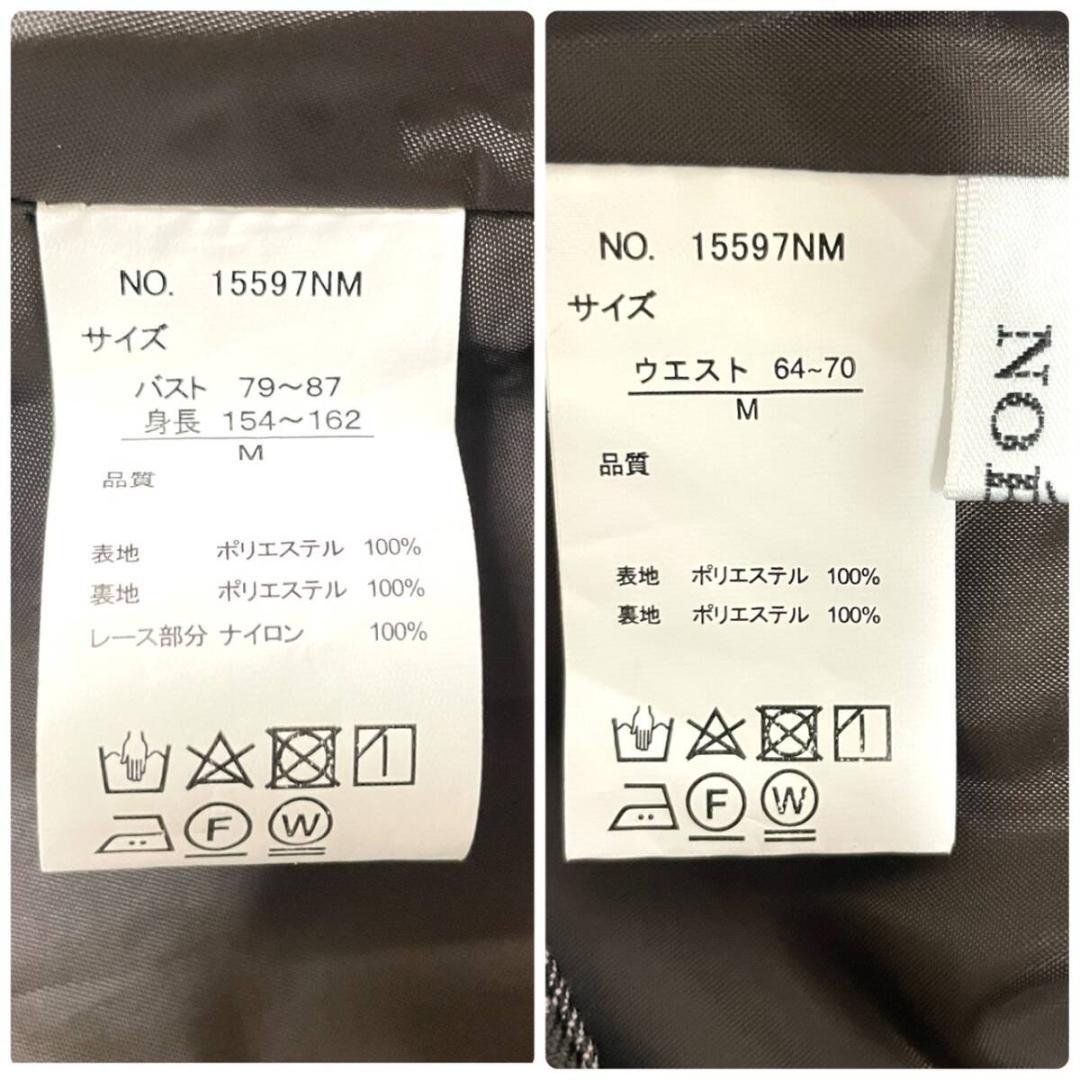 NO. 15597NM
サイズ
バスト 79〜87
身長 154〜162
M
品質
表地 ポリエステル 100%
裏地 ポリエステル 100%
レース部分 ナイロン 100%
F
W
NO. 15597NM
サイズ
ウエスト 64~70
M
品質
表地 ポリエステル 100%
裏地 ポリエステル 100%
F
W